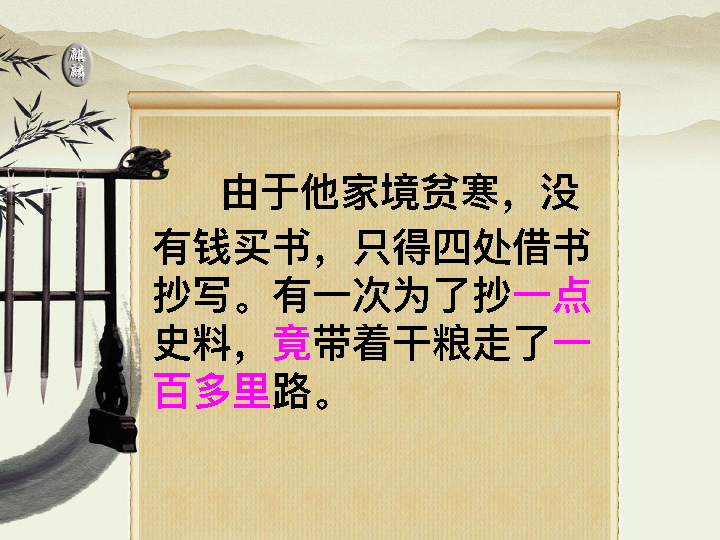 麒
麟
由于他家境贫寒，没
有钱买书，只得四处借书
抄写。有一次为了抄一点
史料，竟带着干粮走了一
百多里路。